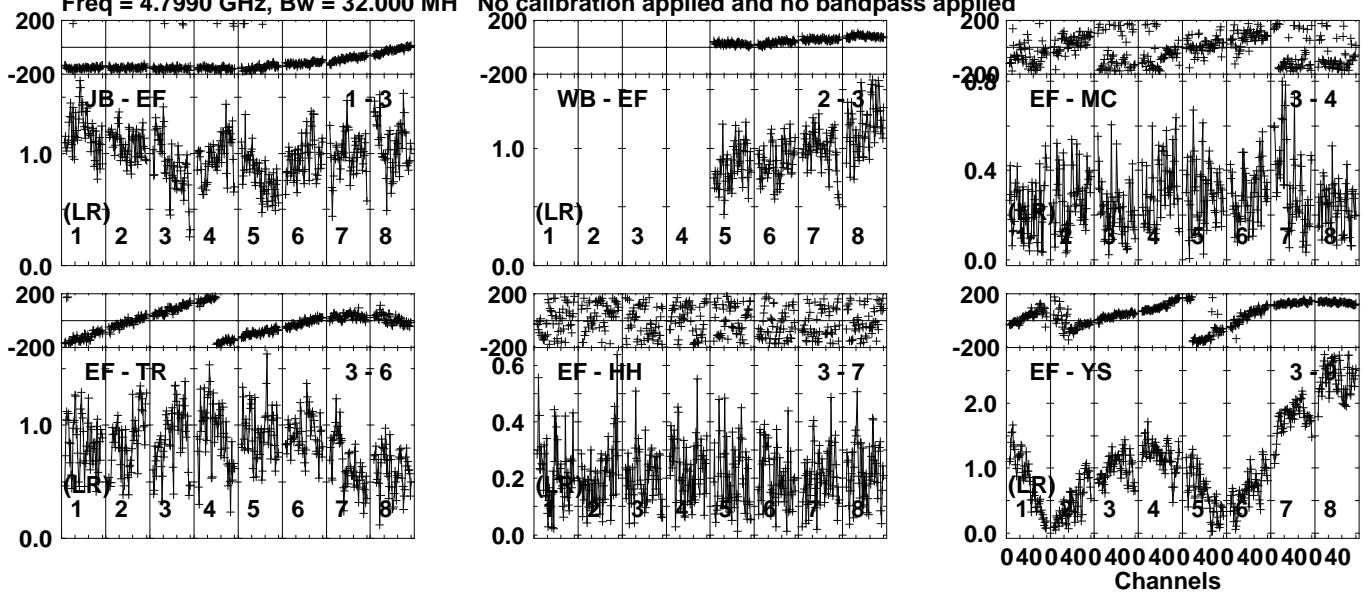 Freq = 4.7990 GHz, Bw = 32.000 MH No calibration applied and no bandpass applied
200
-200
JB - EF 1 - 3
1.0
(LR)
1 2 3 4 5 6 7 8
0.0
200
-200
WB - EF 2 - 3
1.0
(LR)
1 2 3 4 5 6 7 8
0.0
200
-200
0.8
EF - MC 3 - 4
0.4
(LR)
1 2 3 4 5 6 7 8
0.0
200
-200
EF - TR 3 - 6
1.0
(LR)
1 2 3 4 5 6 7 8
0.0
200
-200
0.6
EF - HH 3 - 7
0.4
0.2
(LR)
1 2 3 4 5 6 7 8
0.0
200
-200
EF - YS 3 - 9
2.0
1.0
(LR)
1 2 3 4 5 6 7 8
0.0
0 40 0 40 0 40 0 40 0 40 0 40 0 40 0 40
Channels